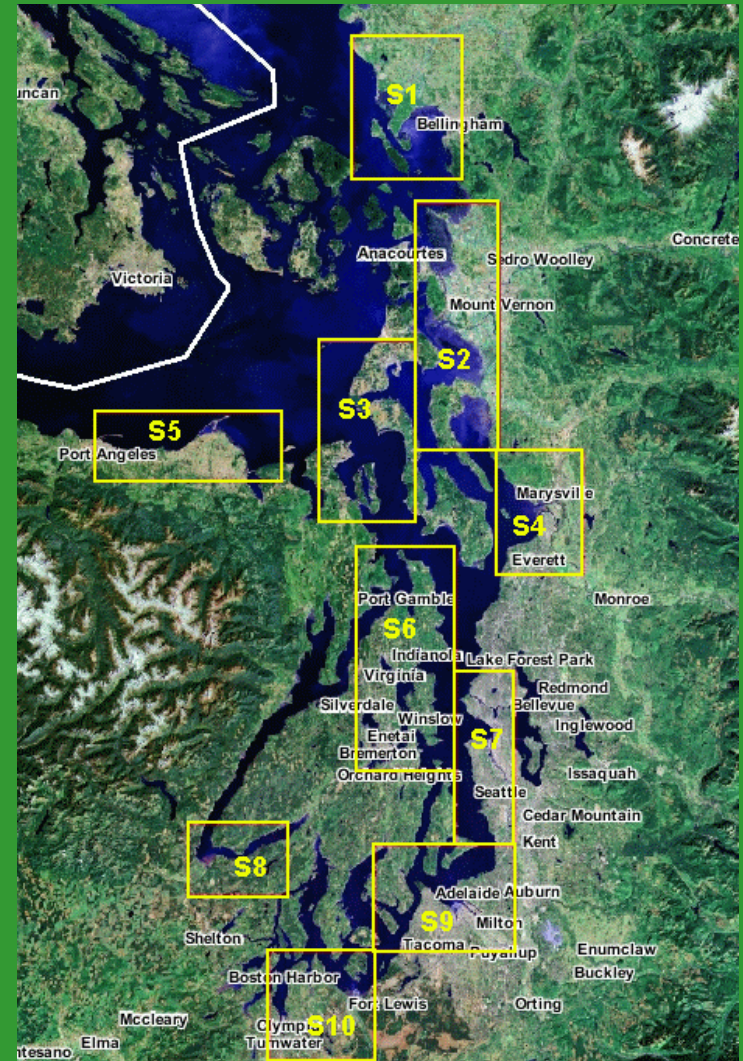 uncan
S1
Bellingham
Concrete
Anacourtes
Sedro Woolley
Victoria
Mount Vernon
S2
S3
S5
Port Angeles
Marysville
S4
Everett
Port Gamble
Monroe
S6
Indianola
Lake Forest Park
Virginia
Redmond
Silverdale
Bellevue
Winslow
Inglewood
Enetai
S7
Bremerton
Orchard Heights
Issaquah
Seattle
Cedar Mountain
Kent
S8
Adelaide
Auburn
S9
Milton
Shelton
Tacoma
Puyallup
Enumclaw
Boston Harbor
Buckley
Fort Lewis
Orting
Mccleary
Olymp
S10
Elma
Tumwater
ntesano